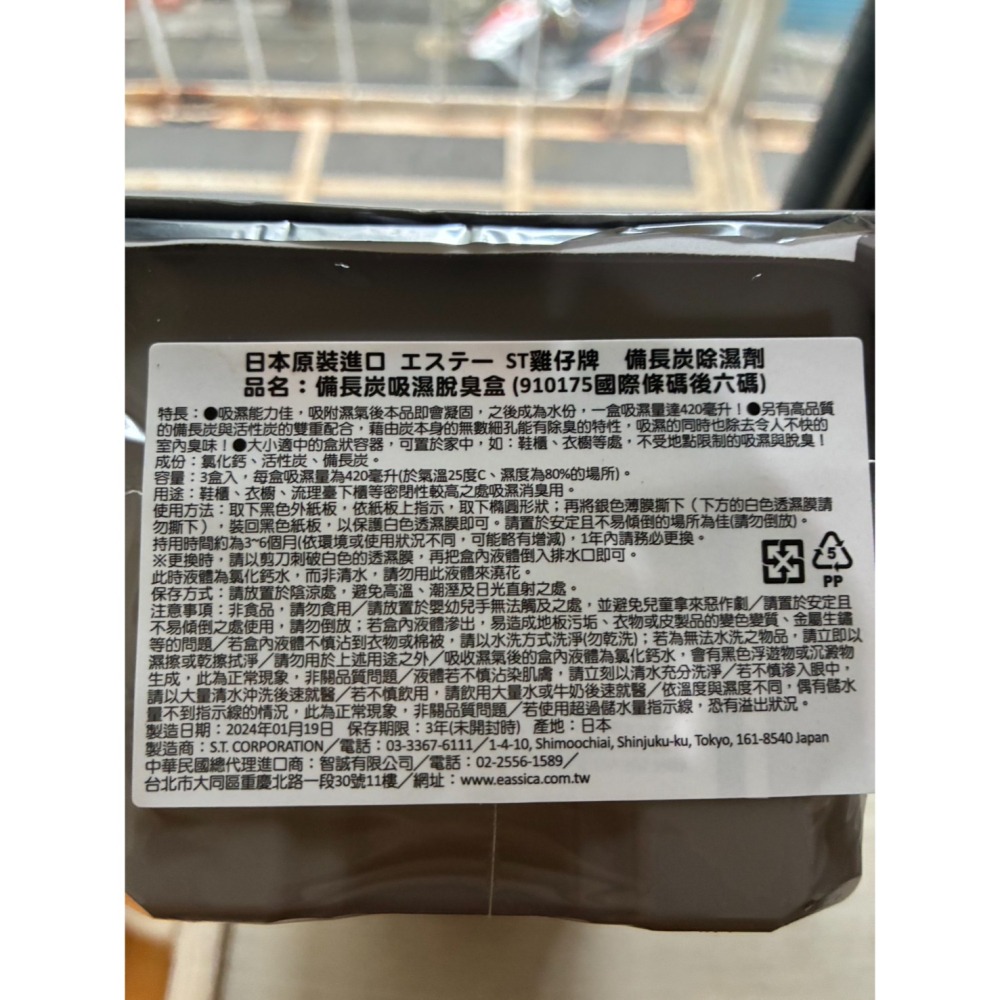 日本原裝進口 エステー ST雞仔牌 備長炭除濕劑
品名：備長炭吸濕脫臭盒 (910175國際條碼後六碼)
特長：●吸濕能力佳，吸附濕氣後本品即會凝固，之後成為水份，一盒吸濕量達420毫升！●另有高品質
的備長炭與活性炭的雙重配合，藉由炭本身的無數細孔能有除臭的特性，吸濕的同時也除去令人不快的
室內臭味！●大小適中的盒狀容器，可置於家中，如：鞋櫃、衣櫥等處，不受地點限制的吸濕與脫臭！
成份：氯化鈣、活性炭、備長炭。
容量：3盒入，每盒吸濕量為420毫升(於氣溫25度C、濕度為80%的場所)。
用途：鞋櫃、衣櫥、流理臺下櫃等密閉性較高之處吸濕消臭用。
使用方法：取下黑色外紙板，依紙板上指示，取下橢圓形狀；再將銀色薄膜撕下（下方的白色透濕膜請
勿撕下），裝回黑色紙板，以保護白色透濕膜即可。請置於安定且不易傾倒的場所為佳(請勿倒放)。
持用時間約為3~6個月(依環境或使用狀況不同，可能略有增減)，1年內請務必更換。
※更換時，請以剪刀刺破白色的透濕膜，再把盒內液體倒入排水口即可。
此時液體為氯化鈣水，而非清水，請勿用此液體來澆花。
保存方式：請放置於陰涼處，避免高溫、潮溼及日光直射之處。
注意事項：非食品，請勿食用／請放置於嬰幼兒手無法觸及之處，並避免兒童拿來惡作劇／請置於安定且
不易傾倒之處使用，請勿倒放；若盒內液體滲出，易造成地板污垢、衣物或皮製品的變色變質、金屬生鏽
等的問題／若盒內液體不慎沾到衣物或棉被，請以水洗方式洗淨(勿乾洗)；若為無法水洗之物品，請立即以
濕擦或乾擦拭淨／請勿用於上述用途之外／吸收濕氣後的盒內液體為氯化鈣水，會有黑色浮遊物或沉澱物
生成，此為正常現象，非關品質問題／液體若不慎沾染肌膚，請立刻以清水充分洗淨／若不慎滲入眼中，
請以大量清水沖洗後速就醫／若不慎飲用，請飲用大量水或牛奶後速就醫／依溫度與濕度不同，偶有儲水
量不到指示線的情況，此為正常現象，非關品質問題／若使用超過儲水量指示線，恐有溢出狀況。
製造日期：2024年01月19日 保存期限：3年(未開封時) 產地：日本
製造商：S.T. CORPORATION／電話：03-3367-6111／1-4-10, Shimoochiai, Shinjuku-ku, Tokyo, 161-8540 Japan
中華民國總代理進口商：智誠有限公司／電話：02-2556-1589／
台北市大同區重慶北路一段30號11樓／網址：www.eassica.com.tw
5
PP